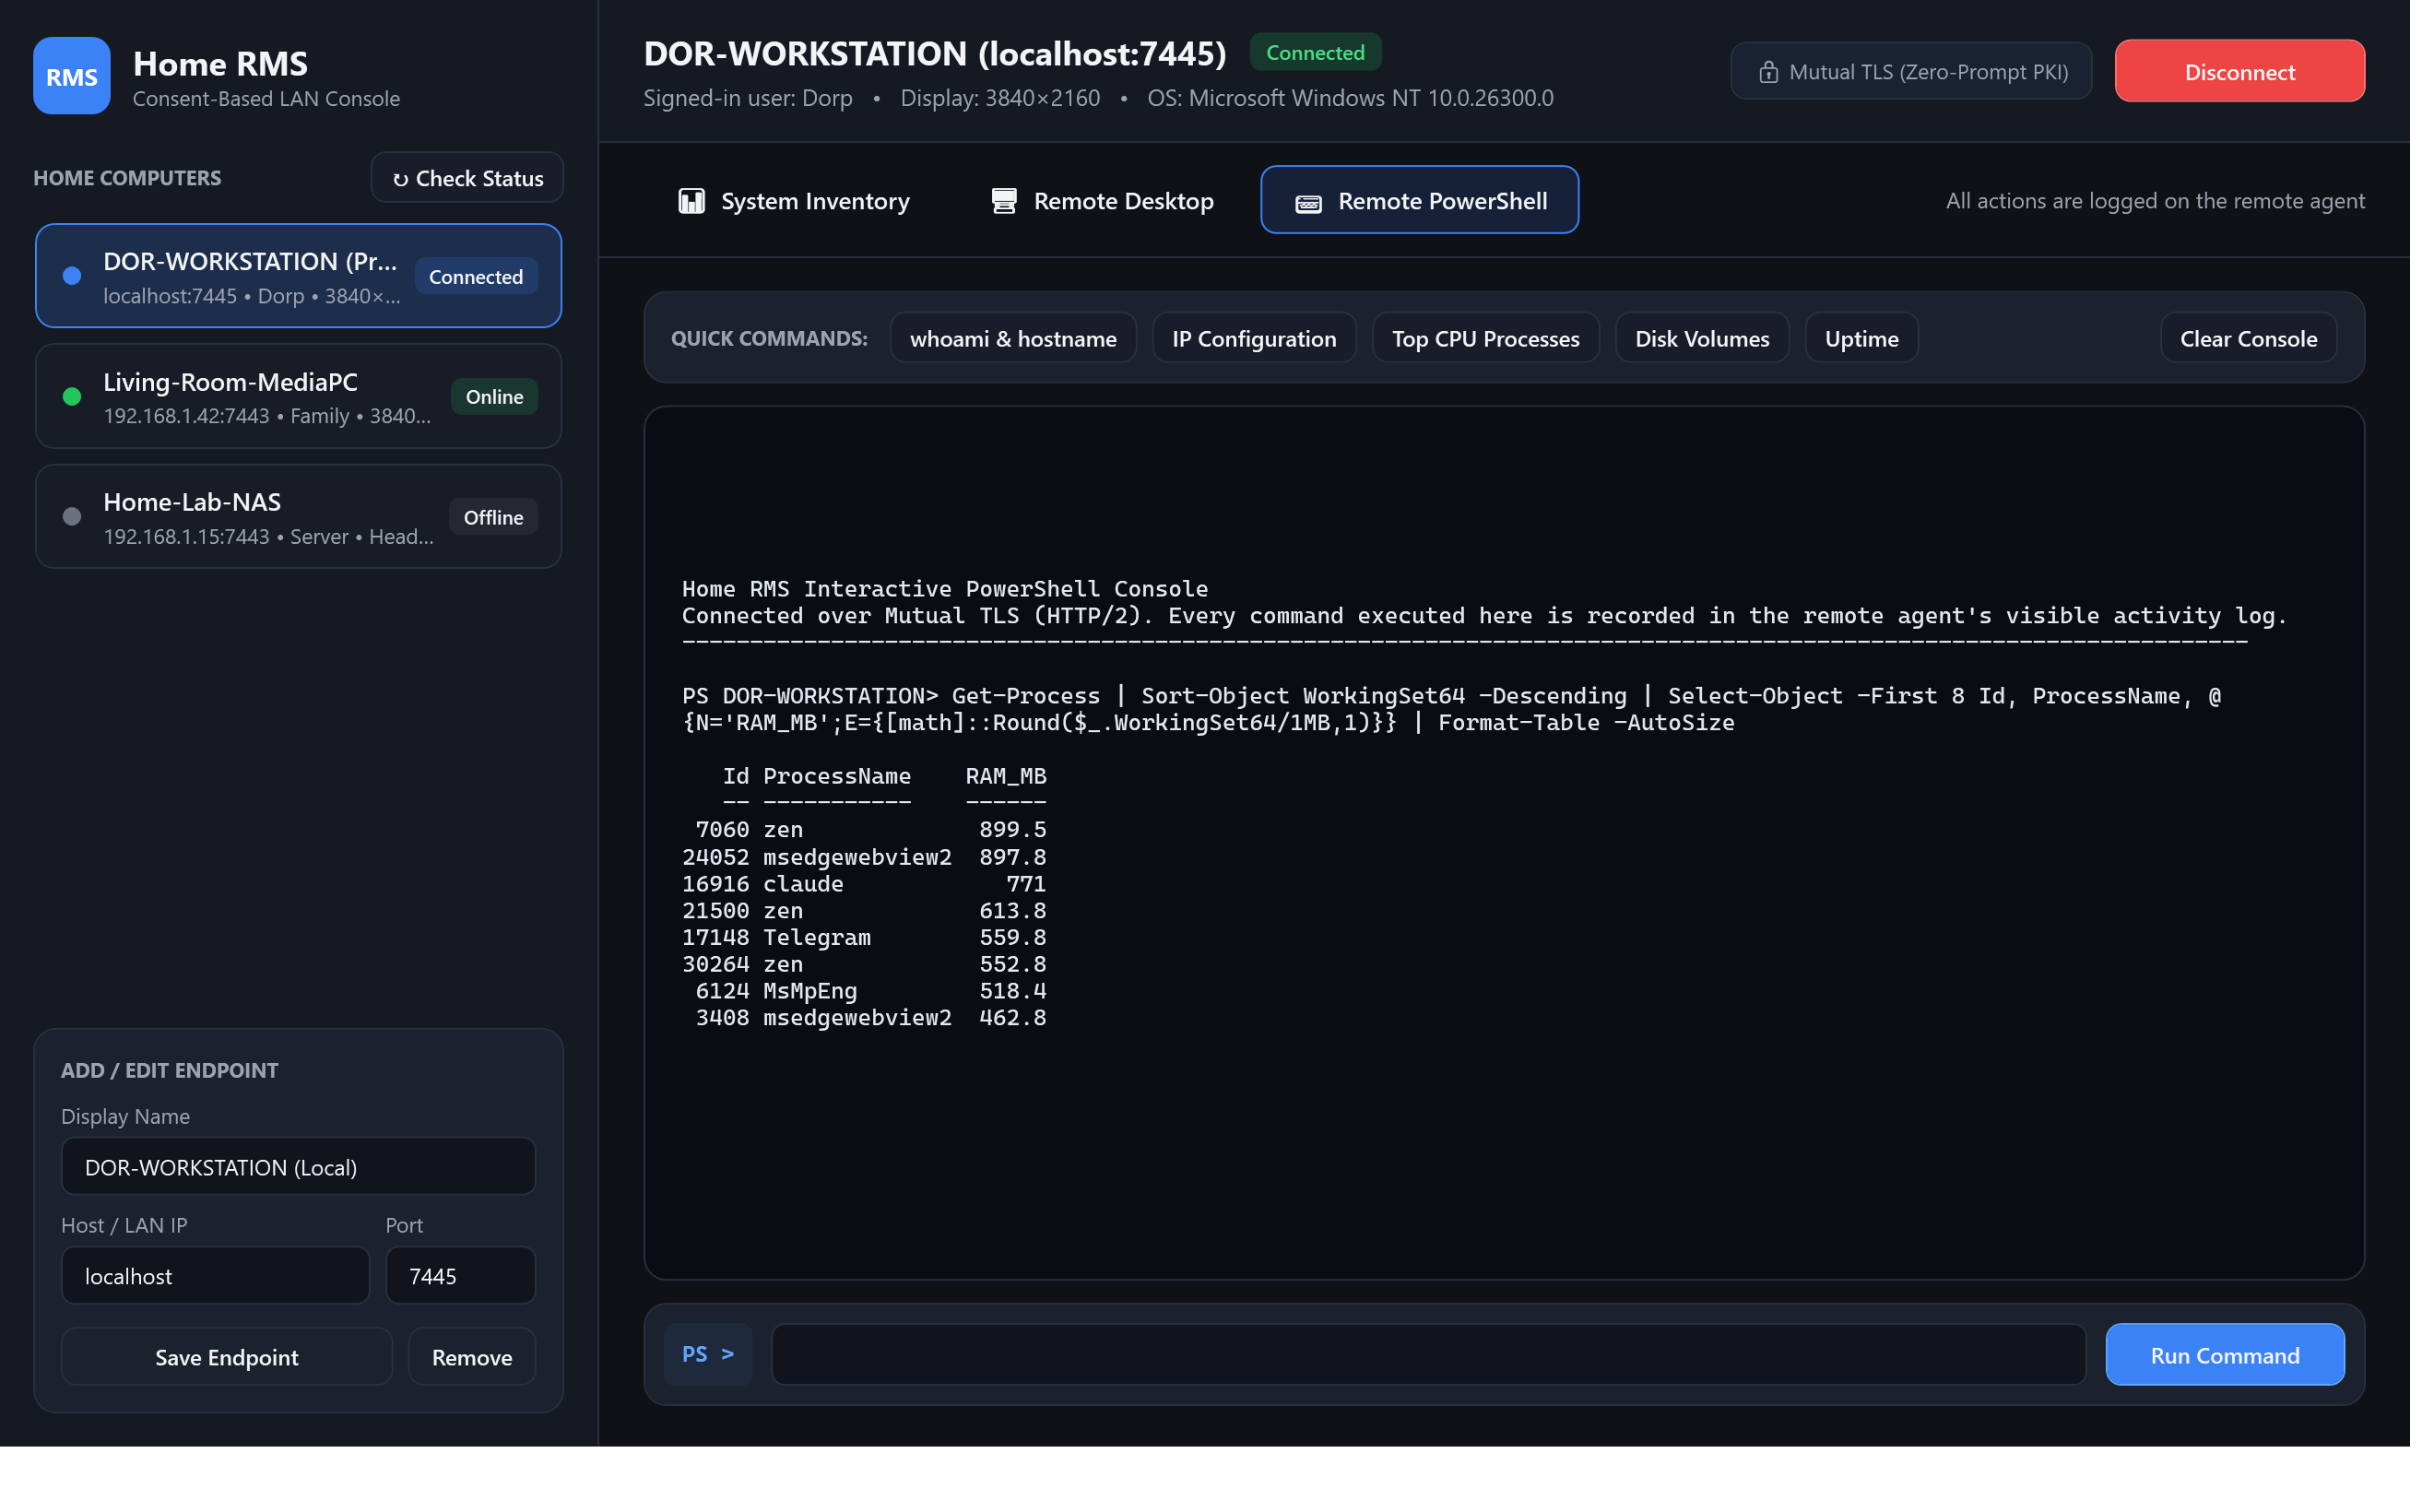 RMS
Home RMS
Consent-Based LAN Console
HOME COMPUTERS
↻ Check Status
DOR-WORKSTATION (Pr...
localhost:7445 • Dorp • 3840×...
Connected
Living-Room-MediaPC
192.168.1.42:7443 • Family • 3840...
Online
Home-Lab-NAS
192.168.1.15:7443 • Server • Head...
Offline
ADD / EDIT ENDPOINT
Display Name
DOR-WORKSTATION (Local)
Host / LAN IP Port
localhost 7445
Save Endpoint Remove
DOR-WORKSTATION (localhost:7445) Connected
Signed-in user: Dorp • Display: 3840×2160 • OS: Microsoft Windows NT 10.0.26300.0
Mutual TLS (Zero-Prompt PKI)
Disconnect
System Inventory Remote Desktop Remote PowerShell
All actions are logged on the remote agent
QUICK COMMANDS: whoami & hostname IP Configuration Top CPU Processes Disk Volumes Uptime Clear Console
Home RMS Interactive PowerShell Console
Connected over Mutual TLS (HTTP/2). Every command executed here is recorded in the remote agent's visible activity log.
--------------------------------------------------------------------------------------------------------------------
PS DOR-WORKSTATION> Get-Process | Sort-Object WorkingSet64 -Descending | Select-Object -First 8 Id, ProcessName, @
{N='RAM_MB';E={[math]::Round($_.WorkingSet64/1MB,1)}} | Format-Table -AutoSize
   Id ProcessName    RAM_MB
   -- -----------    ------
 7060 zen             899.5
24052 msedgewebview2  897.8
16916 claude            771
21500 zen             613.8
17148 Telegram        559.8
30264 zen             552.8
 6124 MsMpEng         518.4
 3408 msedgewebview2  462.8
PS >
Run Command